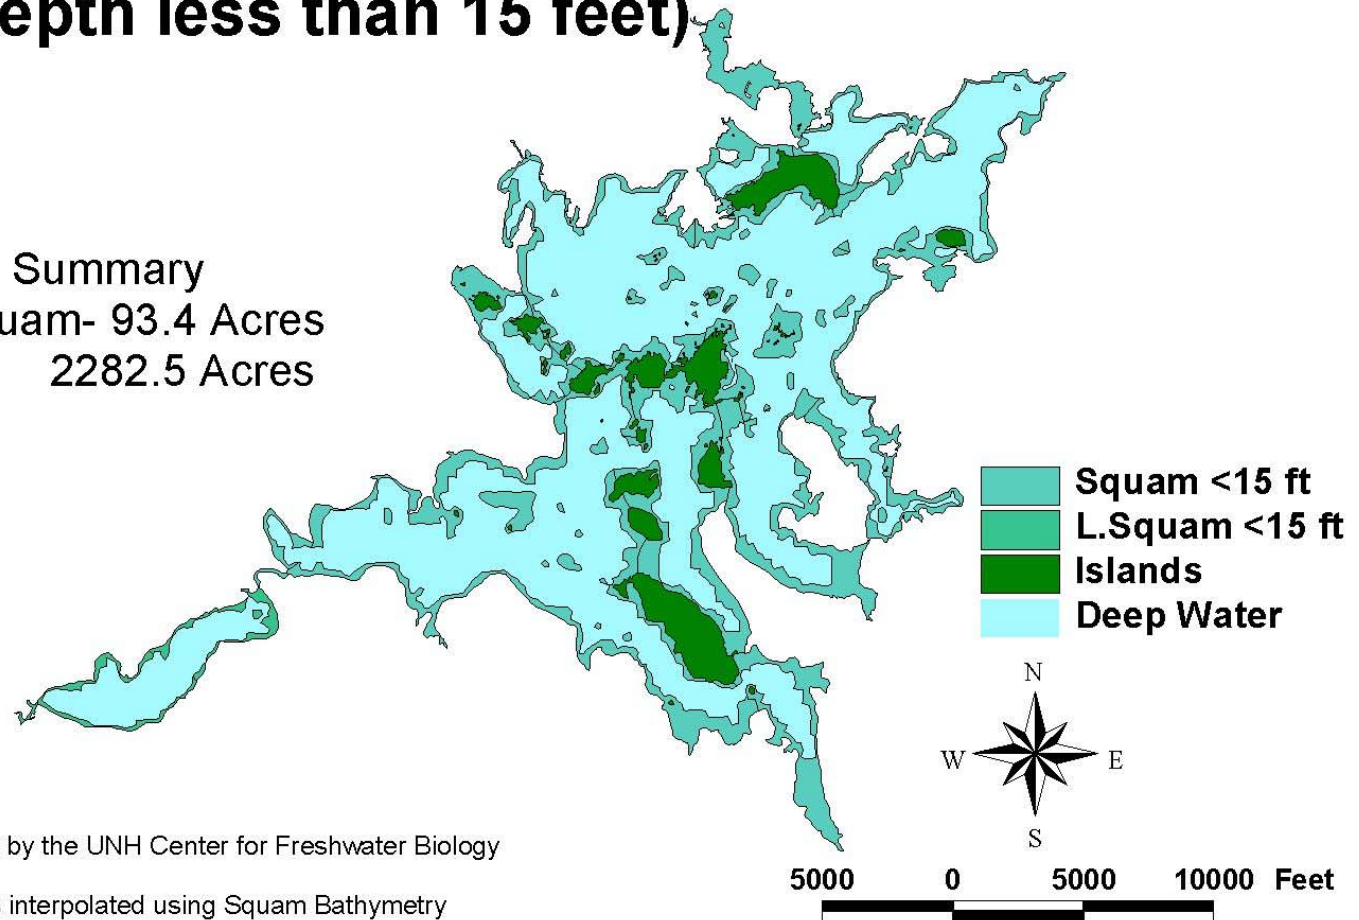 epth less than 15 feet)
Summary
uam- 93.4 Acres
2282.5 Acres
Squam <15 ft
L.Squam <15 ft
Islands
Deep Water
N
W E
S
by the UNH Center for Freshwater Biology
5000 0 5000 10000 Feet
interpolated using Squam Bathymetry